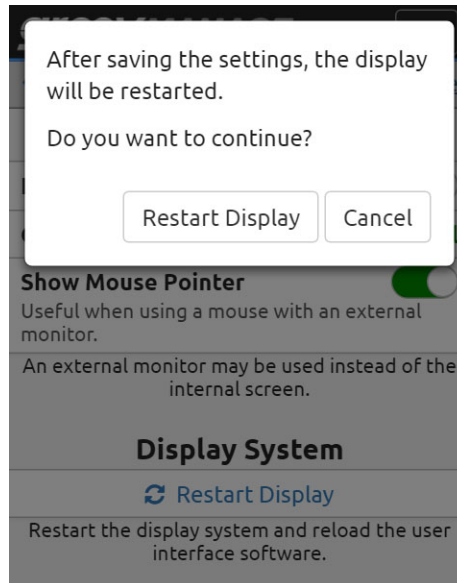 After saving the settings, the display
will be restarted.
Do you want to continue?
Restart Display
Cancel
Show Mouse Pointer
Useful when using a mouse with an external
monitor.
An external monitor may be used instead of the
internal screen.
Display System
Restart Display
Restart the display system and reload the user
interface software.